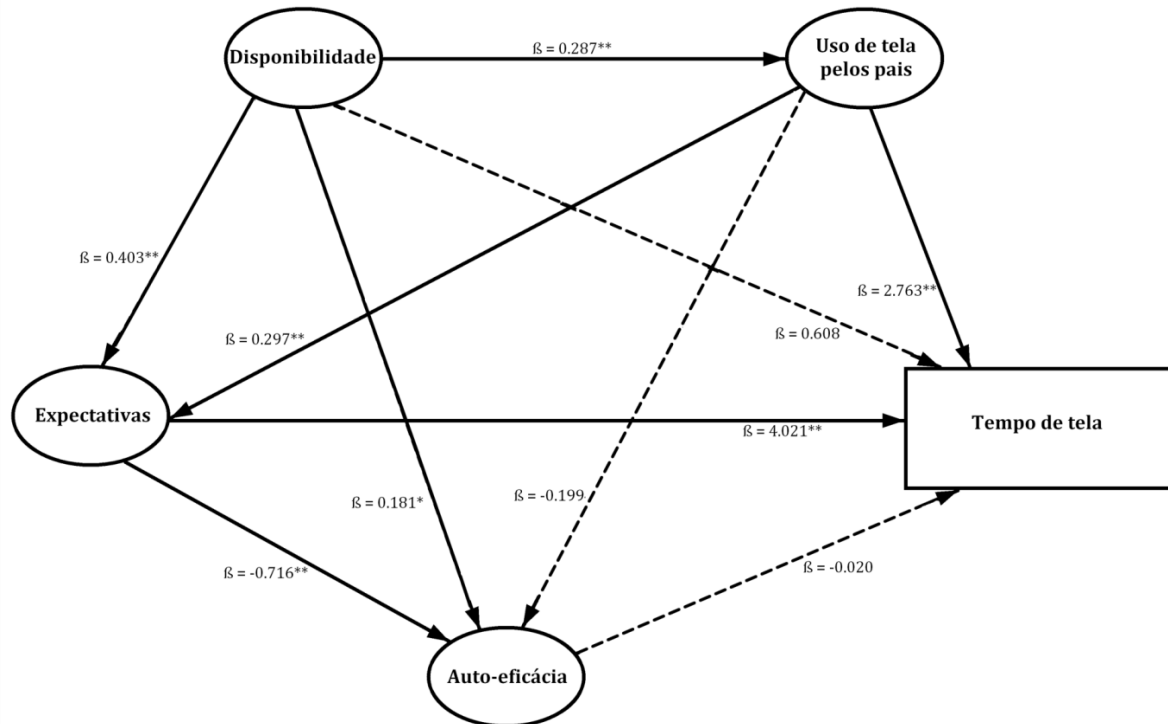 Disponibilidade
ß = 0.287**
Uso de tela
pelos pais
ß = 0.403**
ß = 2.763**
ß = 0.297**
ß = 0.608
Expectativas
Tempo de tela
ß = 4.021**
ß = 0.181*
ß = -0.199
ß = -0.716**
ß = -0.020
Auto-eficácia